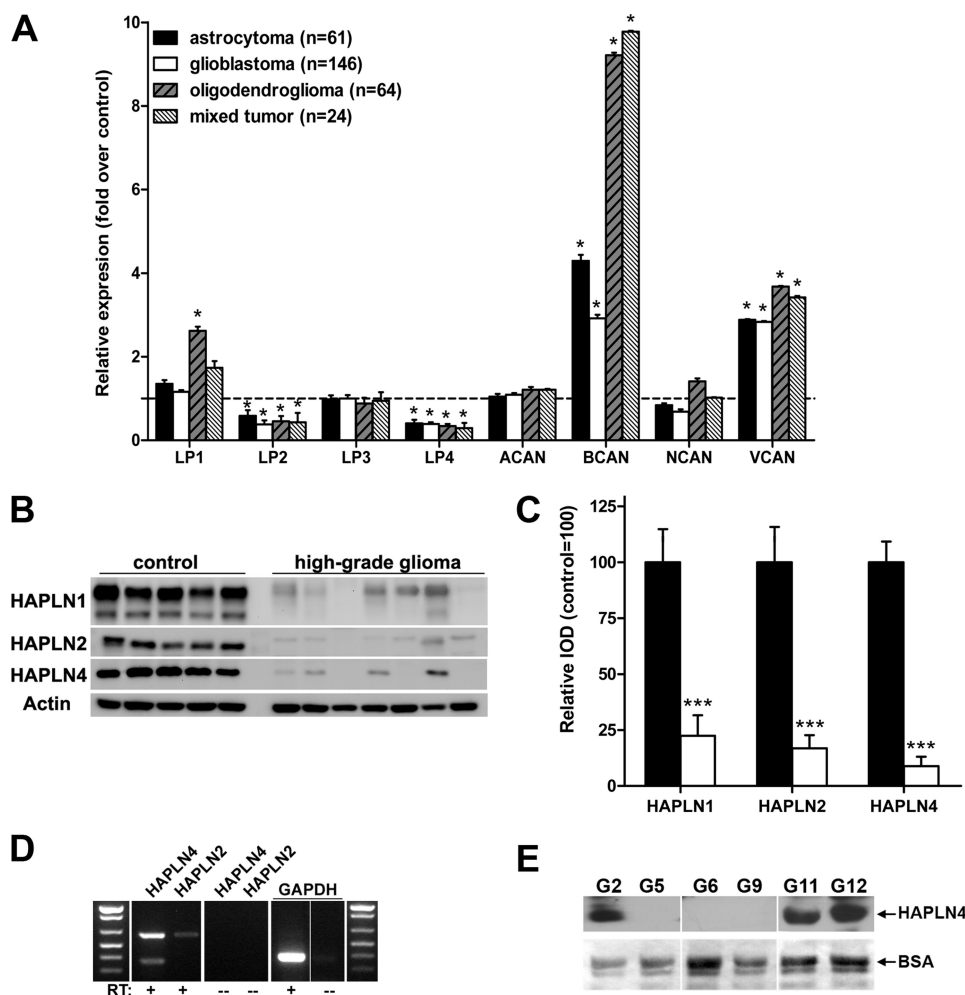 A
Relative expresion (fold over control)
10
8
6
4
2
0
astrocytoma (n=61)
glioblastoma (n=146)
oligodendroglioma (n=64)
mixed tumor (n=24)
* * * * * * * * * * * * * * * * *
LP1 LP2 LP3 LP4 ACAN BCAN NCAN VCAN
B
control high-grade glioma
HAPLN1
HAPLN2
HAPLN4
Actin
C
Relative IOD (control=100)
125
100
75
50
25
0
*** *** ***
HAPLN1 HAPLN2 HAPLN4
D
HAPLN4 HAPLN2 HAPLN4 HAPLN2 GAPDH
RT: + + -- -- + --
E
G2 G5 G6 G9 G11 G12
HAPLN4
BSA